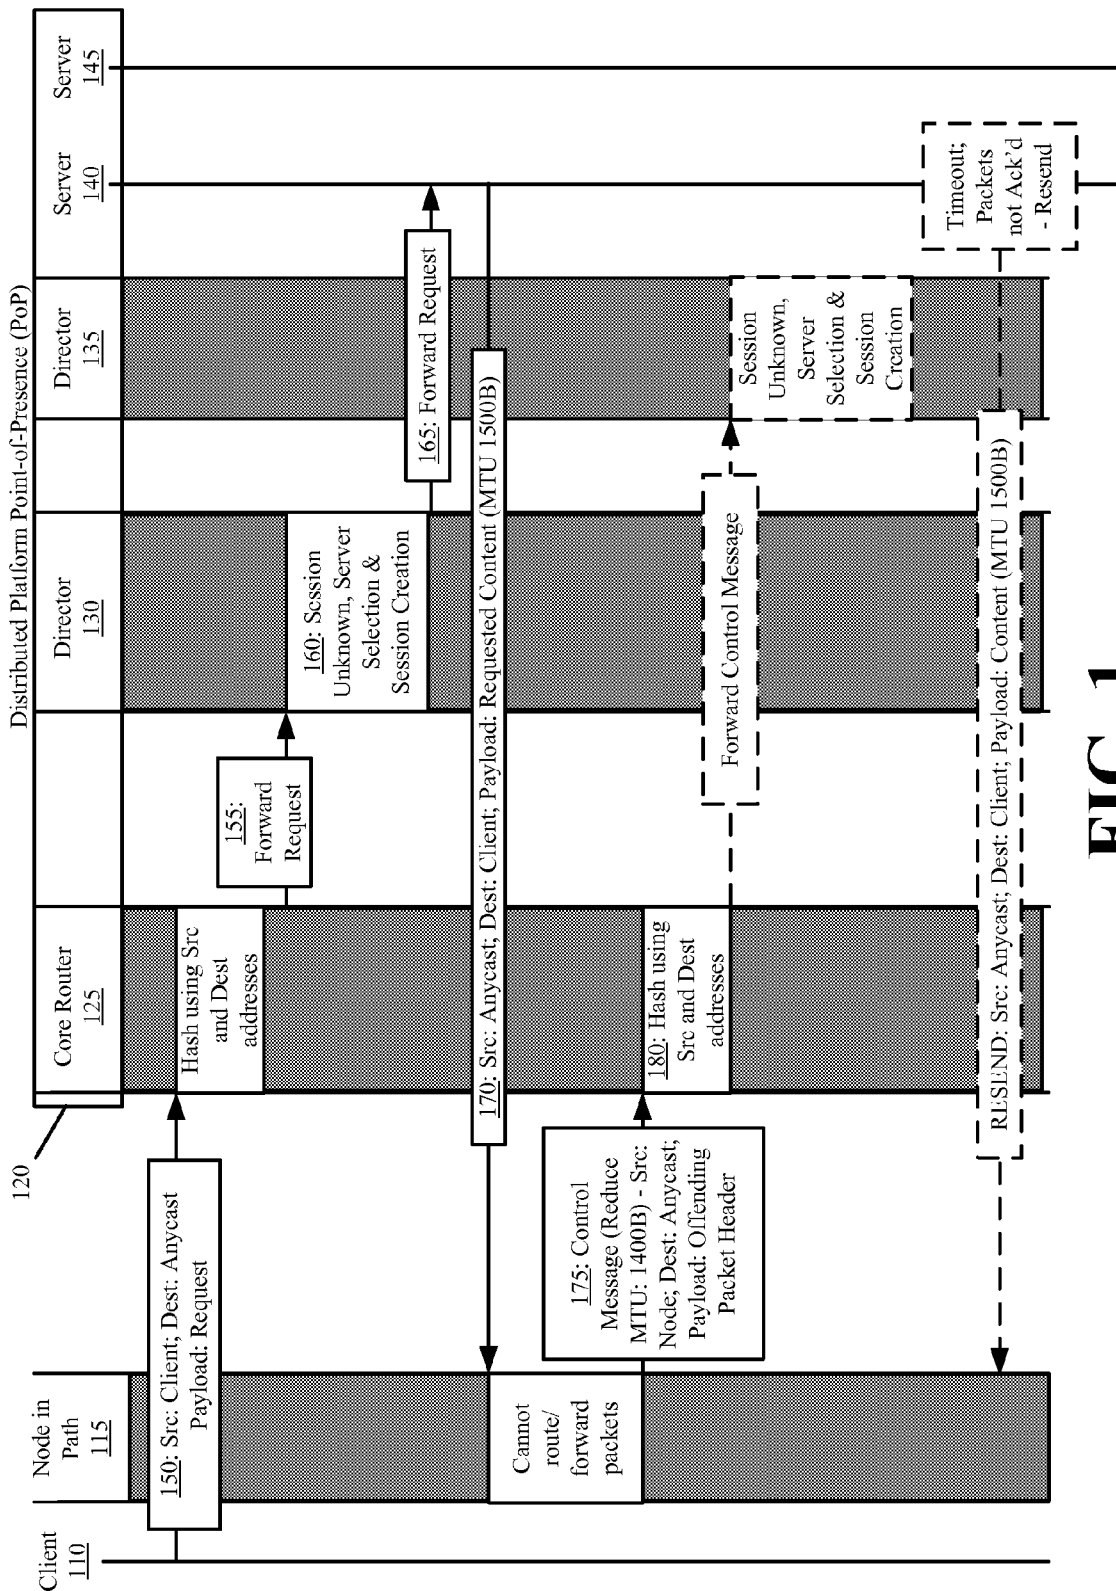 Distributed Platform Point-of-Presence (PoP)
Client
110
Node in
Path
115
120
Core Router
125
Director
130
Director
135
Server
140
Server
145
150: Src: Client; Dest: Anycast
Payload: Request
Hash using Src
and Dest
addresses
155:
Forward
Request
160: Session
Unknown, Server
Selection &
Session Creation
165: Forward Request
170: Src: Anycast; Dest: Client; Payload: Requested Content (MTU 1500B)
Cannot
route/
forward
packets
175: Control
Message (Reduce
MTU: 1400B) - Src:
Node; Dest: Anycast;
Payload: Offending
Packet Header
180: Hash using
Src and Dest
addresses
Forward Control Message
Session
Unknown,
Server
Selection &
Session
Creation
Timeout;
Packets
not Ack'd
- Resend
RESEND: Src: Anycast; Dest: Client; Payload: Content (MTU 1500B)
FIG. 1